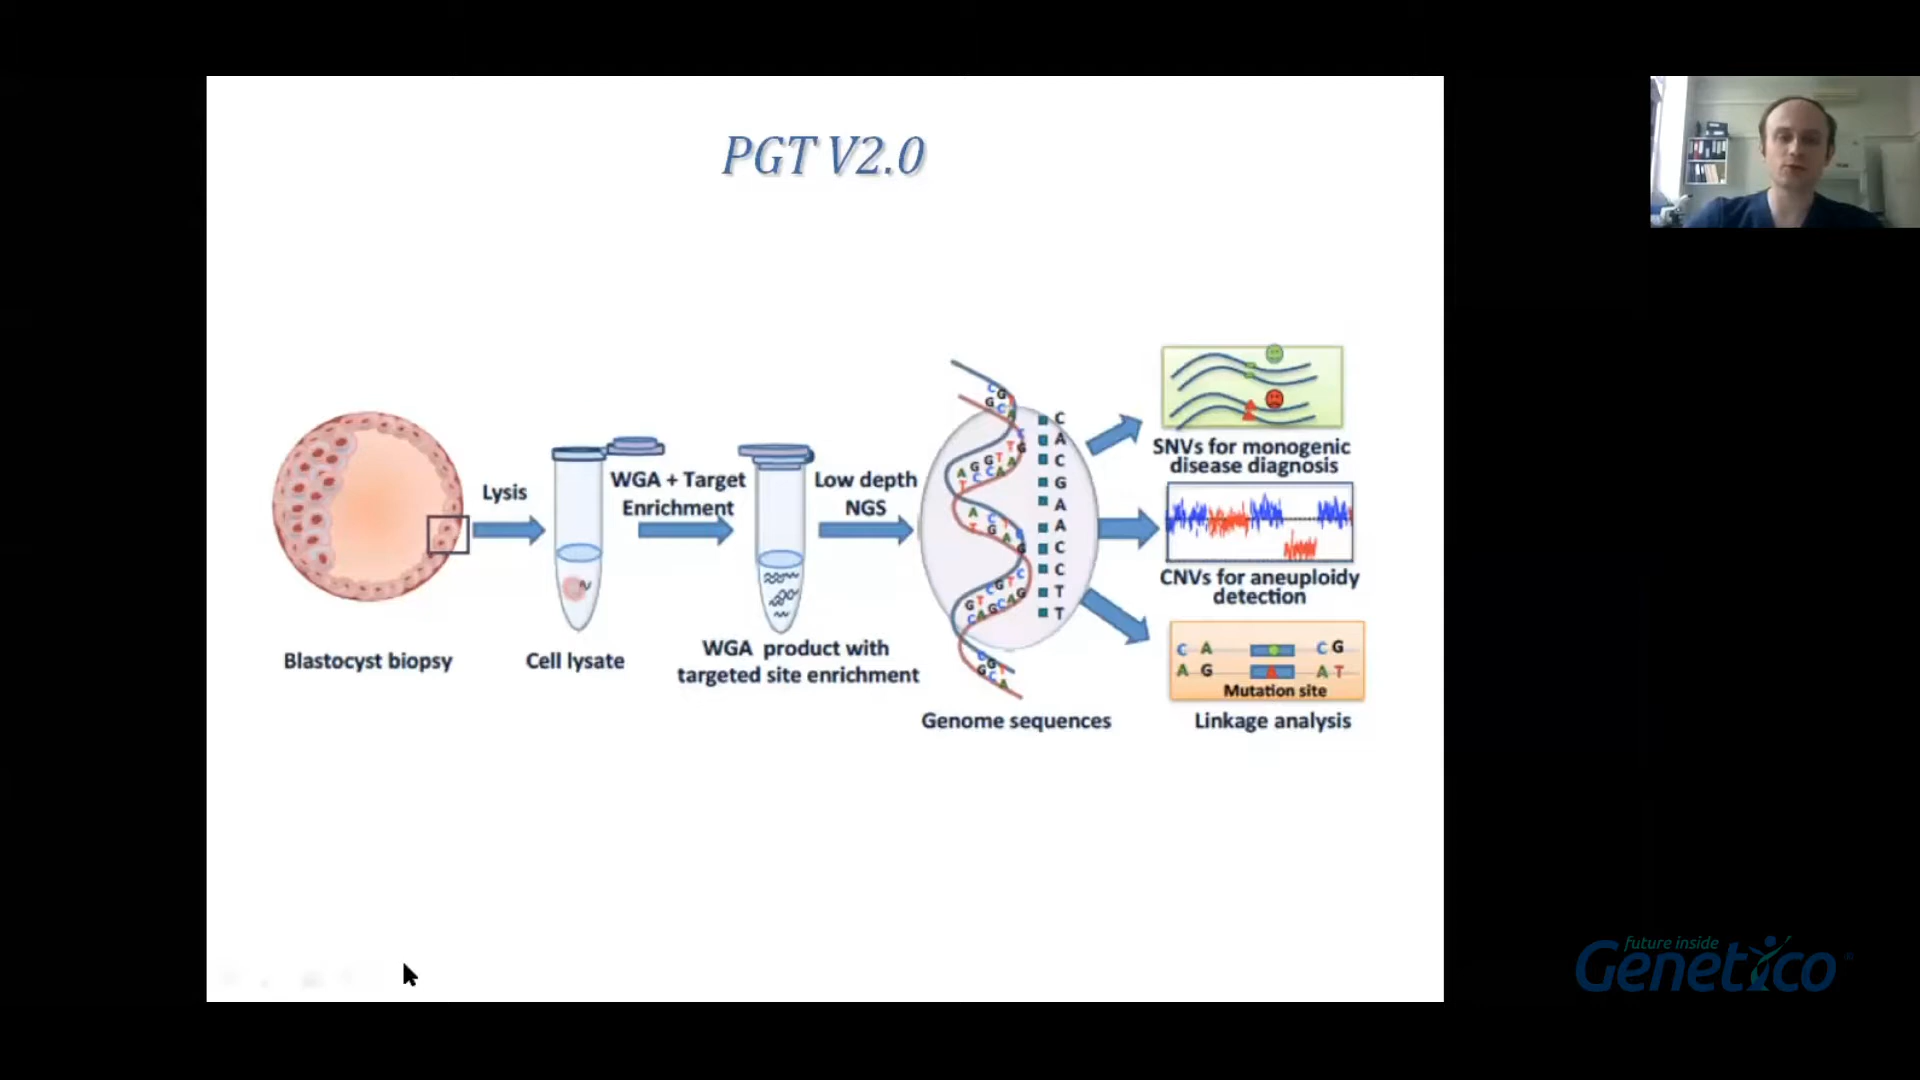 PGT V2.0
Lysis
WGA + Target
Enrichment
Low depth
NGS
Blastocyst biopsy
Cell lysate
WGA product with
targeted site enrichment
Genome sequences
C
A
C
G
A
A
C
C
T
T
SNVs for monogenic
disease diagnosis
CNVs for aneuploidy
detection
C A C G
A G A T
Mutation site
Linkage analysis
future inside
Genetico